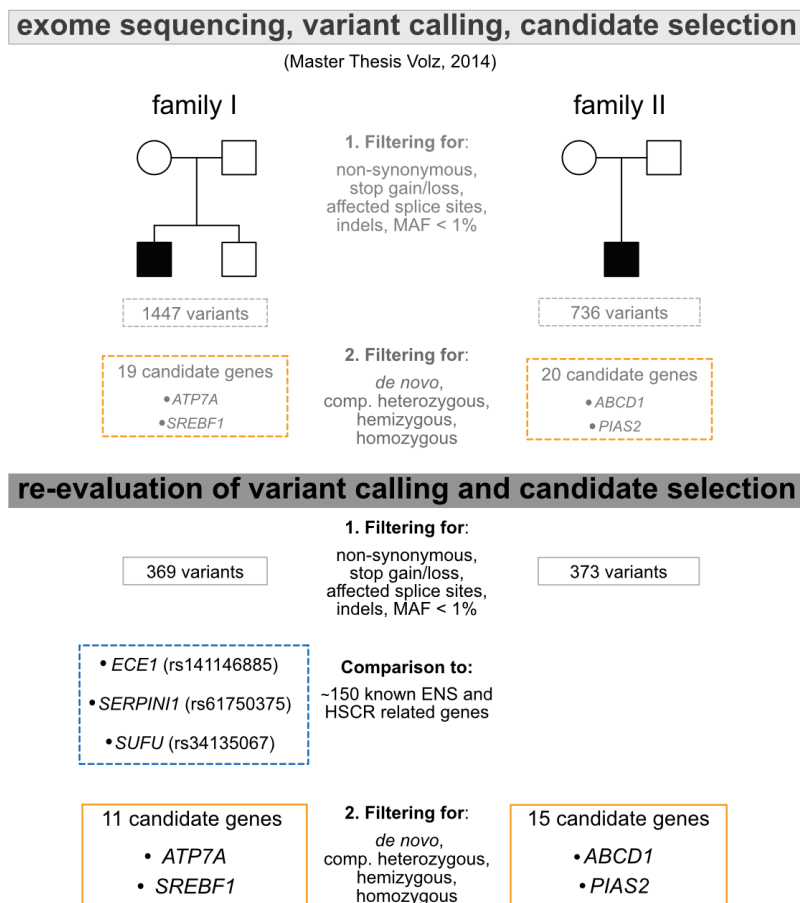 exome sequencing, variant calling, candidate selection
(Master Thesis Volz, 2014)
family I
family II
1. Filtering for:
non-synonymous,
stop gain/loss,
affected splice sites,
indels, MAF < 1%
1447 variants
736 variants
19 candidate genes
• ATP7A
• SREBF1
2. Filtering for:
de novo,
comp. heterozygous,
hemizygous,
homozygous
20 candidate genes
• ABCD1
• PIAS2
re-evaluation of variant calling and candidate selection
1. Filtering for:
non-synonymous,
stop gain/loss,
affected splice sites,
indels, MAF < 1%
369 variants
373 variants
• ECE1 (rs141146885)
• SERPINI1 (rs61750375)
• SUFU (rs34135067)
Comparison to:
~150 known ENS and
HSCR related genes
11 candidate genes
• ATP7A
• SREBF1
2. Filtering for:
de novo,
comp. heterozygous,
hemizygous,
homozygous
15 candidate genes
• ABCD1
• PIAS2